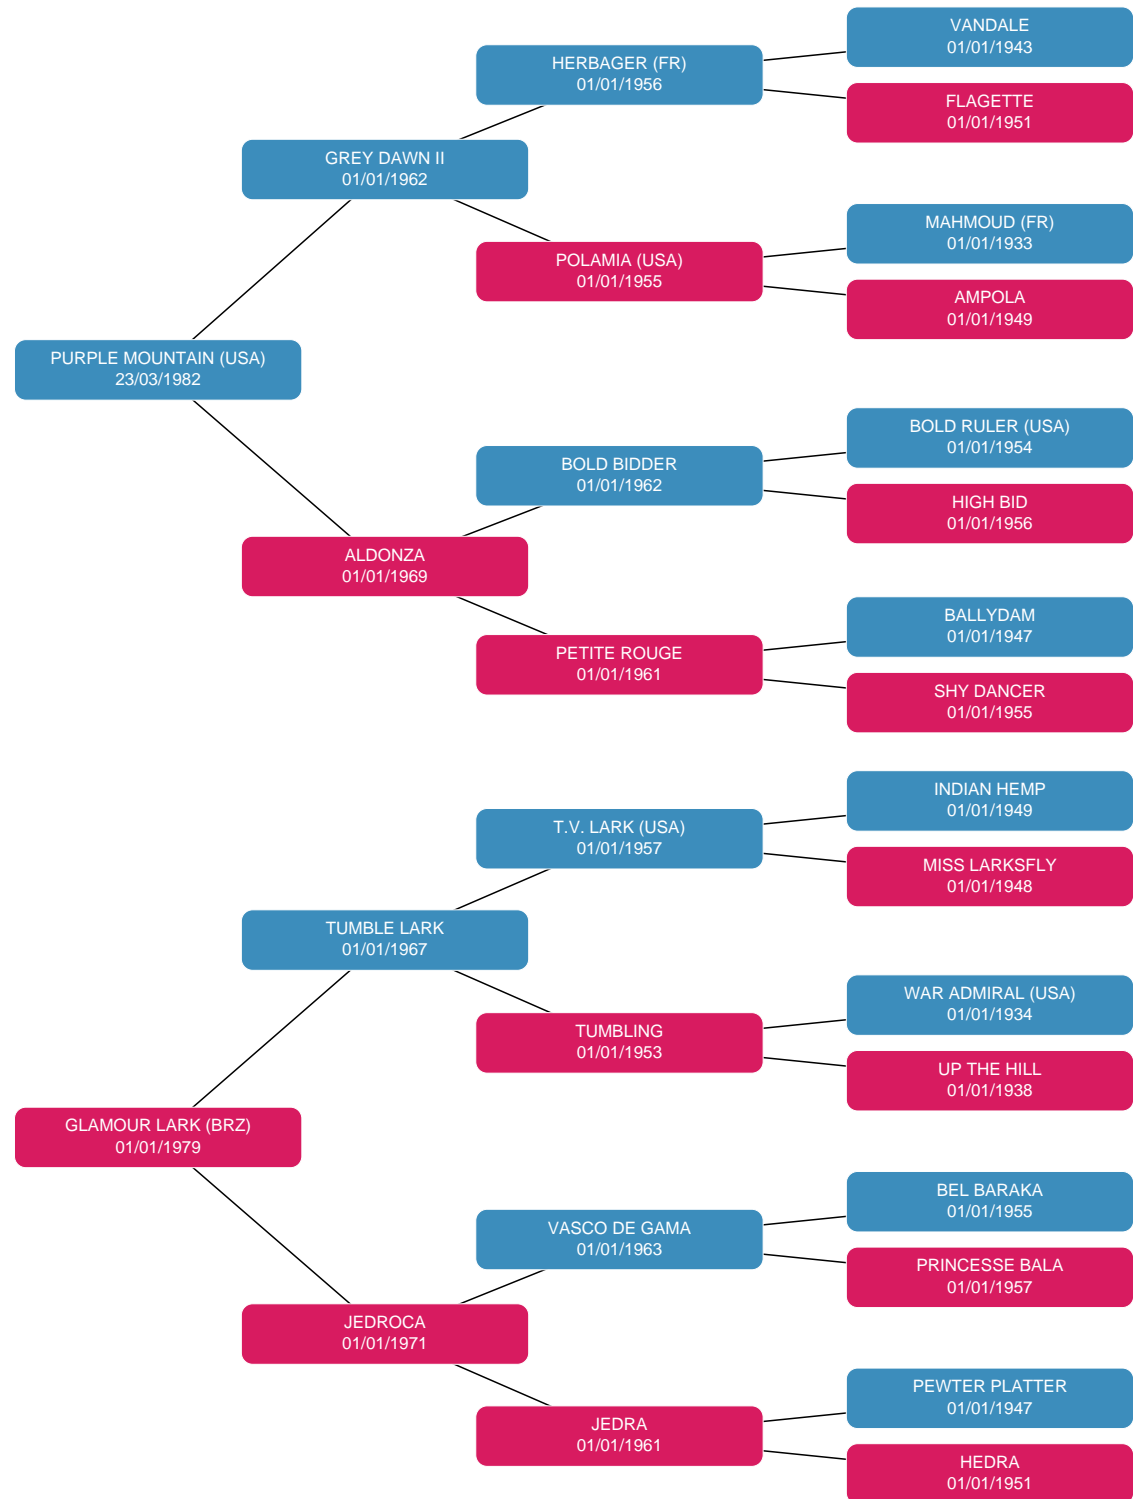 VANDALE
01/01/1943
HERBAGER (FR)
01/01/1956
FLAGETTE
01/01/1951
GREY DAWN II
01/01/1962
MAHMOUD (FR)
01/01/1933
POLAMIA (USA)
01/01/1955
AMPOLA
01/01/1949
PURPLE MOUNTAIN (USA)
23/03/1982
BOLD RULER (USA)
01/01/1954
BOLD BIDDER
01/01/1962
HIGH BID
01/01/1956
ALDONZA
01/01/1969
BALLYDAM
01/01/1947
PETITE ROUGE
01/01/1961
SHY DANCER
01/01/1955
INDIAN HEMP
01/01/1949
T.V. LARK (USA)
01/01/1957
MISS LARKSFLY
01/01/1948
TUMBLE LARK
01/01/1967
WAR ADMIRAL (USA)
01/01/1934
TUMBLING
01/01/1953
UP THE HILL
01/01/1938
GLAMOUR LARK (BRZ)
01/01/1979
BEL BARAKA
01/01/1955
VASCO DE GAMA
01/01/1963
PRINCESSE BALA
01/01/1957
JEDROCA
01/01/1971
PEWTER PLATTER
01/01/1947
JEDRA
01/01/1961
HEDRA
01/01/1951